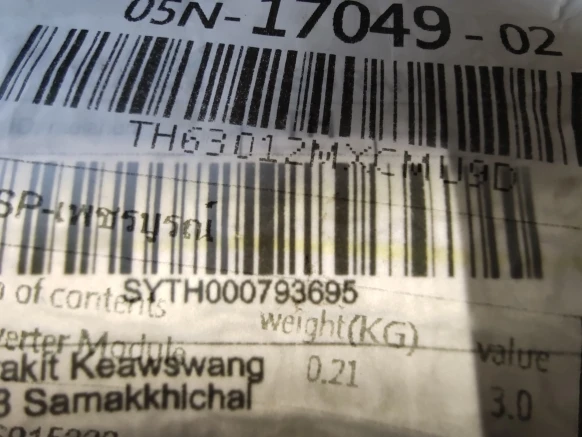 05N-17049-02
TH63012MXEMU9D
SP-เพชรบูรณ์
of contents SYTH000793695
weight(KG) value
verter Module 0.21 3.0
akit Keawswang
3 Samakkhichai